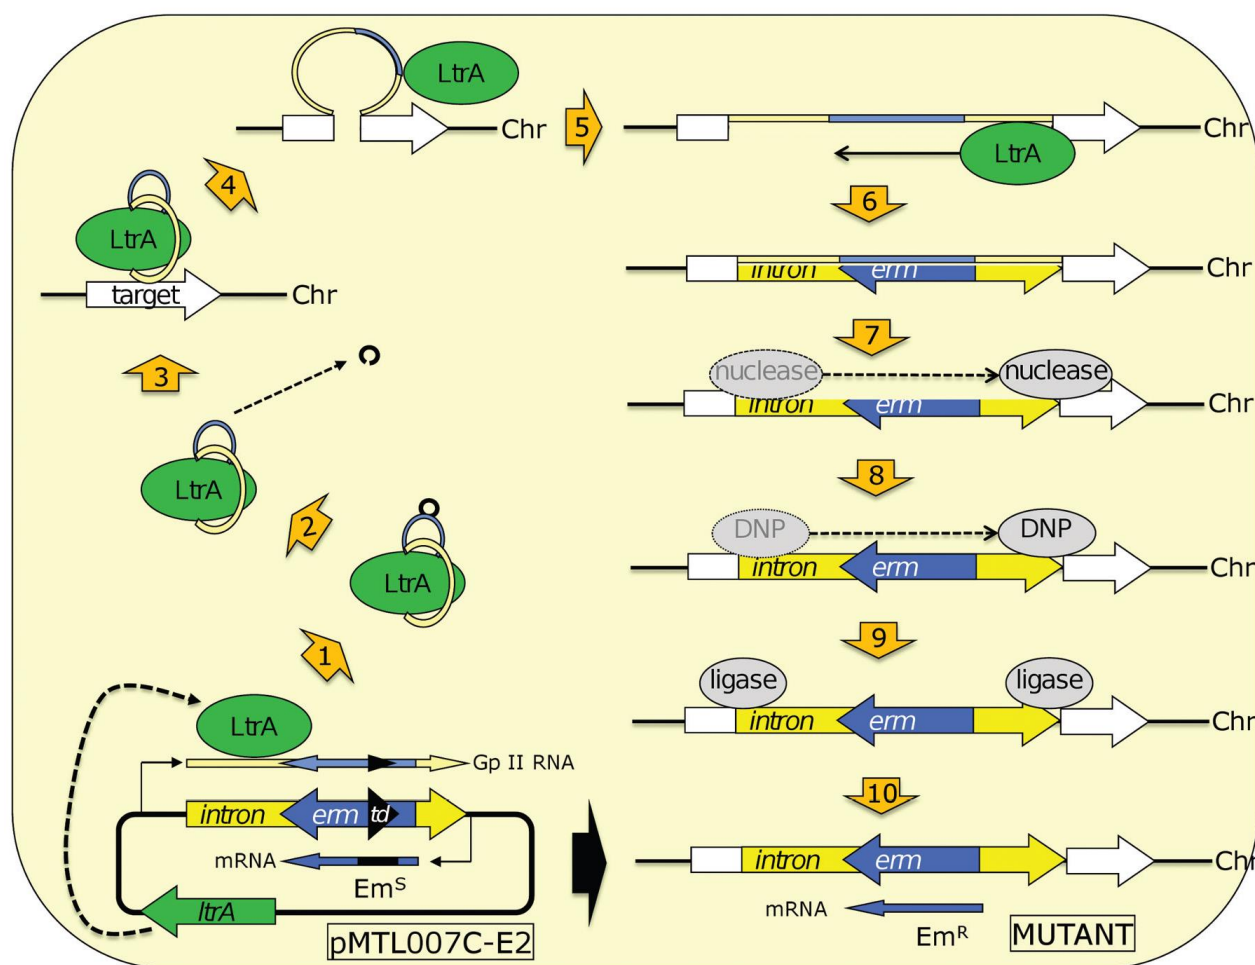 LtrA
Chr
5
LtrA
Chr
4
LtrA
target
Chr
6
intron
erm
Chr
3
7
nuclease
nuclease
intron
erm
Chr
LtrA
2
8
LtrA
DNP
DNP
intron
erm
Chr
1
9
LtrA
ligase
ligase
intron
erm
Chr
Gp II RNA
intron
erm
td
10
mRNA
Em^S
intron
erm
Chr
ltrA
mRNA
Em^R
pMTL007C-E2
MUTANT